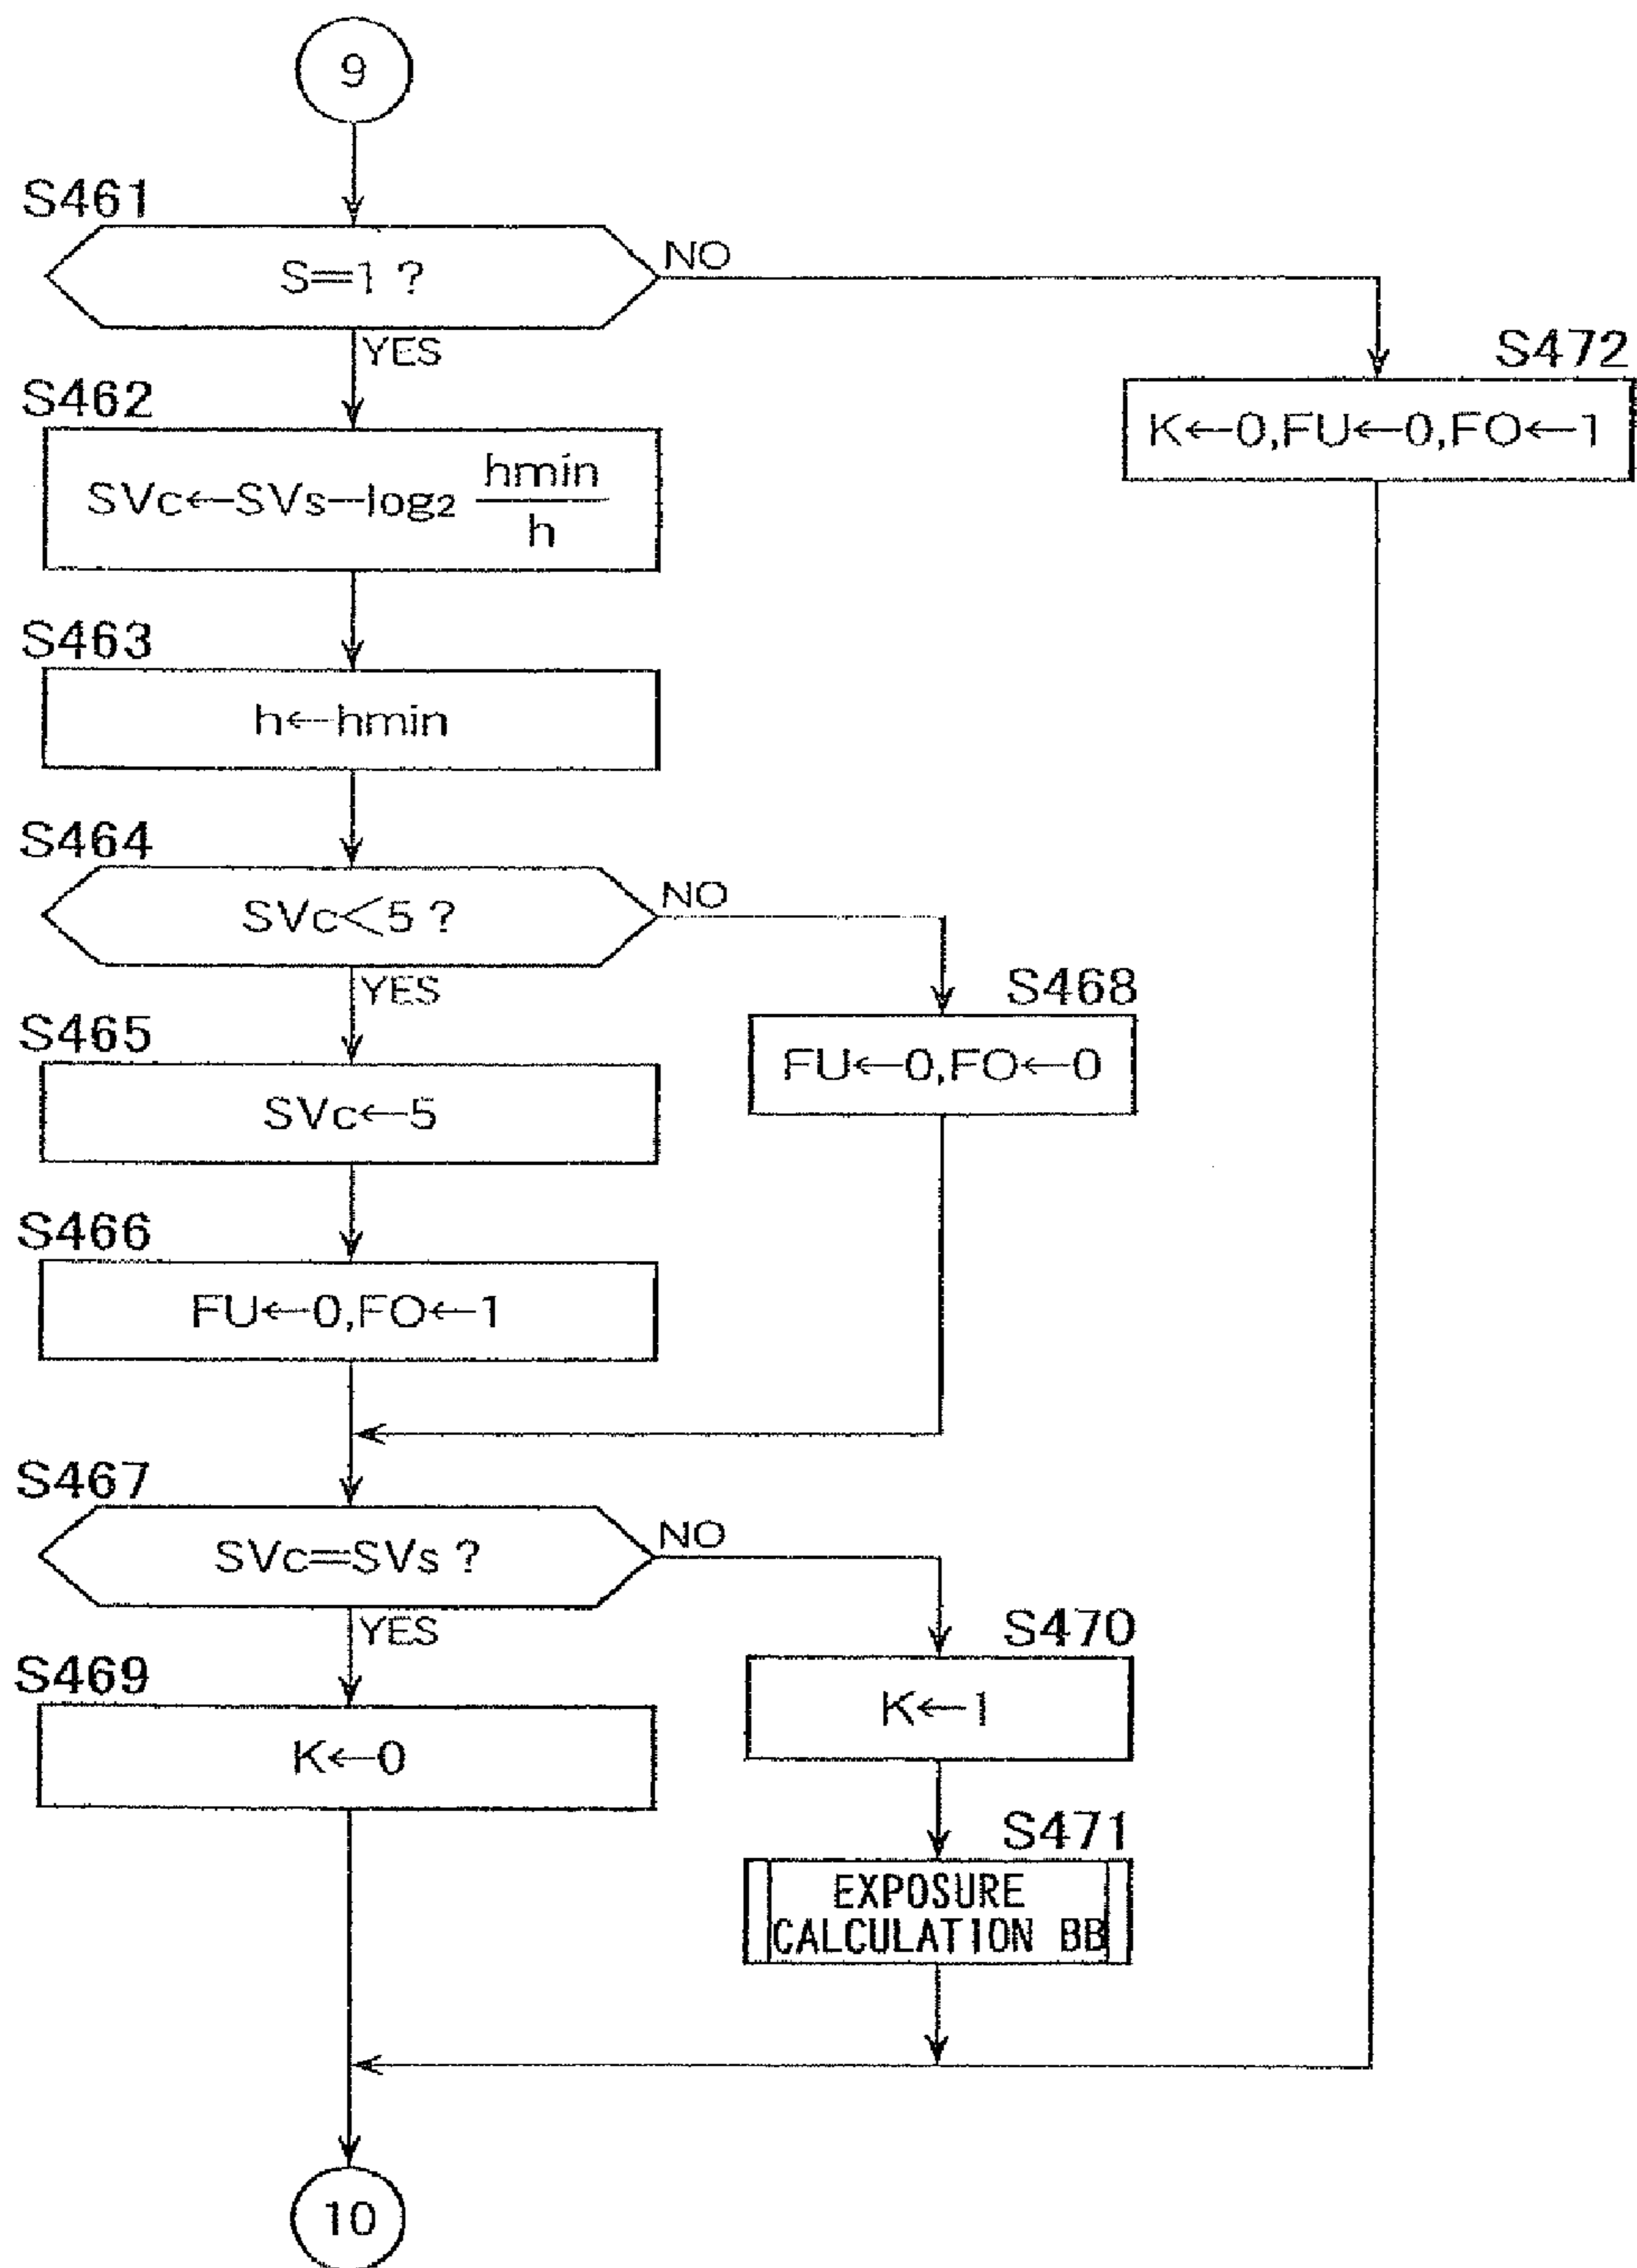 9
S461
S=1 ?
NO
YES
S472
K←0,FU←0,FO←1
S462
SVc←SVs−log₂ hmin/h
S463
h←hmin
S464
SVc<5 ?
NO
YES
S468
FU←0,FO←0
S465
SVc←5
S466
FU←0,FO←1
S467
SVc=SVs ?
NO
YES
S470
K←1
S469
K←0
S471
EXPOSURE
CALCULATION BB
10